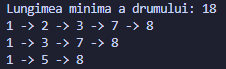 Lungimea minima a drumului: 18
1 -> 2 -> 3 -> 7 -> 8
1 -> 3 -> 7 -> 8
1 -> 5 -> 8